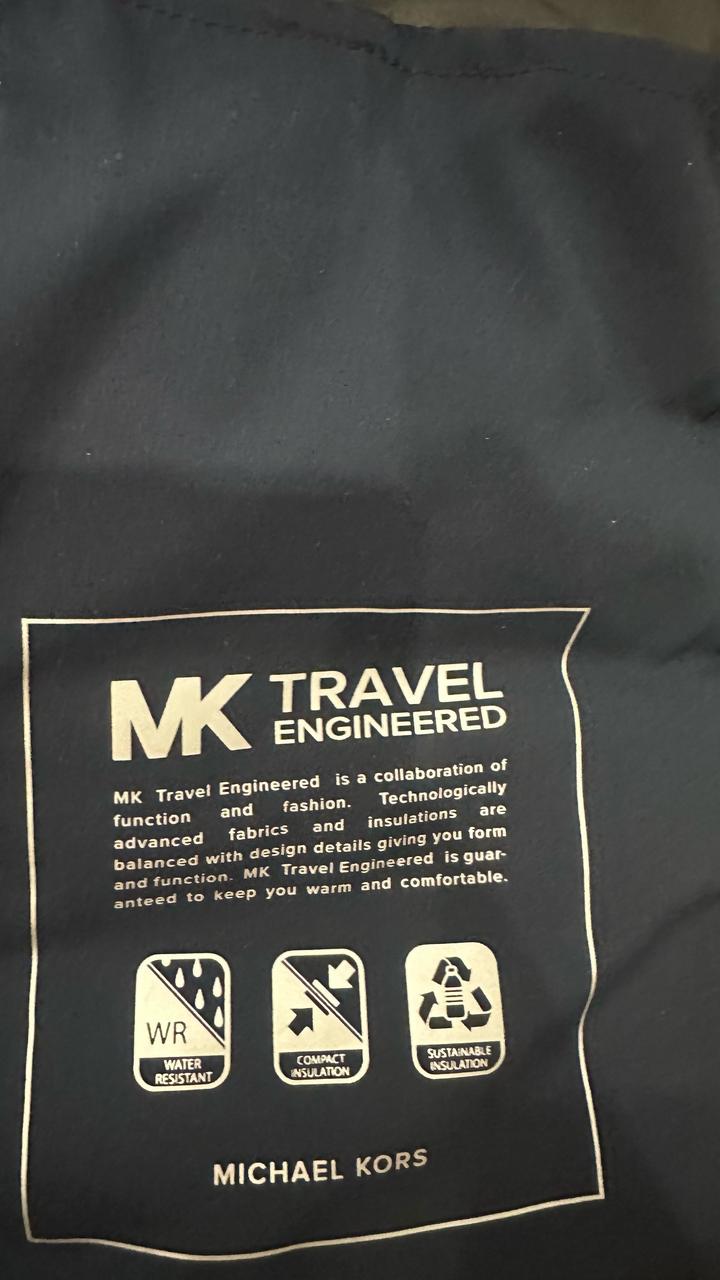 MK TRAVEL
ENGINEERED
MK Travel Engineered is a collaboration of
function and fashion. Technologically
advanced fabrics and insulations are
balanced with design details giving you form
and function. MK Travel Engineered is guar-
anteed to keep you warm and comfortable.
WR
WATER
RESISTANT
COMPACT
INSULATION
SUSTAINABLE
INSULATION
MICHAEL KORS